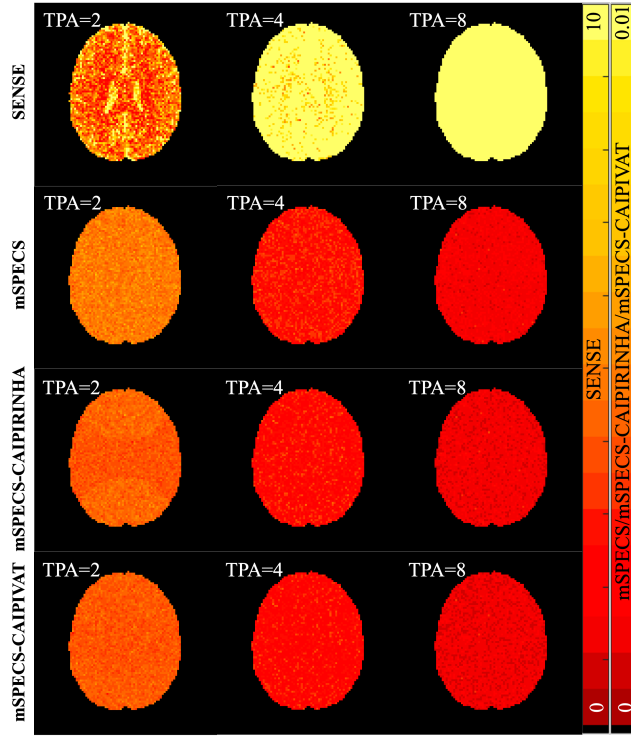 TPA=2
TPA=4
TPA=8
SENSE
TPA=2
TPA=4
TPA=8
mSPECS
TPA=2
TPA=4
TPA=8
mSPECS-CAIPIRINHA
TPA=2
TPA=4
TPA=8
mSPECS-CAIPIVAT
10
SENSE
0
0.01
mSPECS/mSPECS-CAIPIRINHA/mSPECS-CAIPIVAT
0